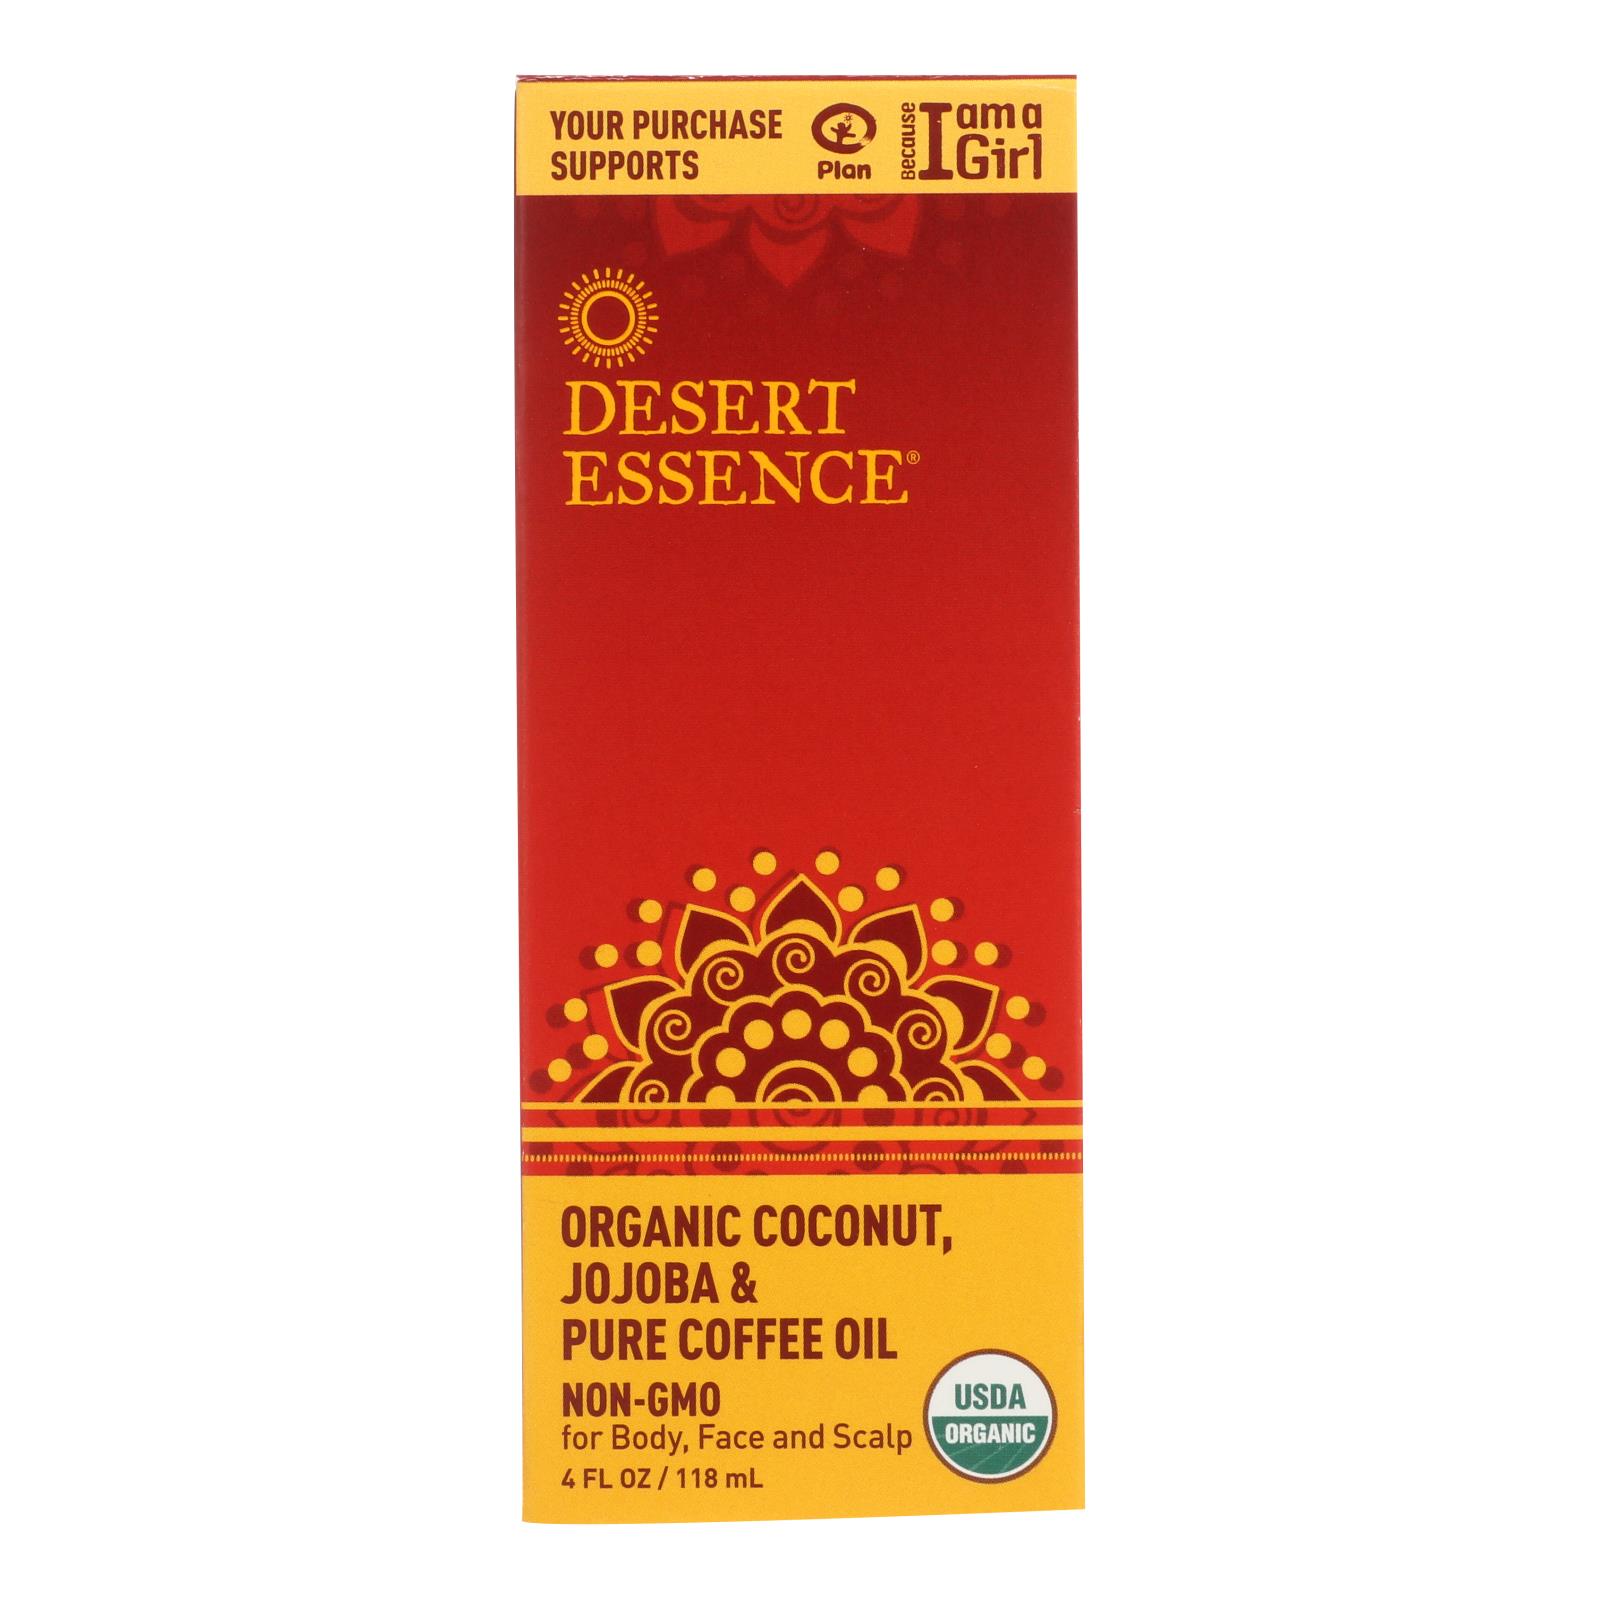 YOUR PURCHASE
SUPPORTS
Plan
Because
I am a
Girl
DESERT
ESSENCE®
ORGANIC COCONUT,
JOJOBA &
PURE COFFEE OIL
NON-GMO
for Body, Face and Scalp
4 FL OZ / 118 mL
USDA
ORGANIC